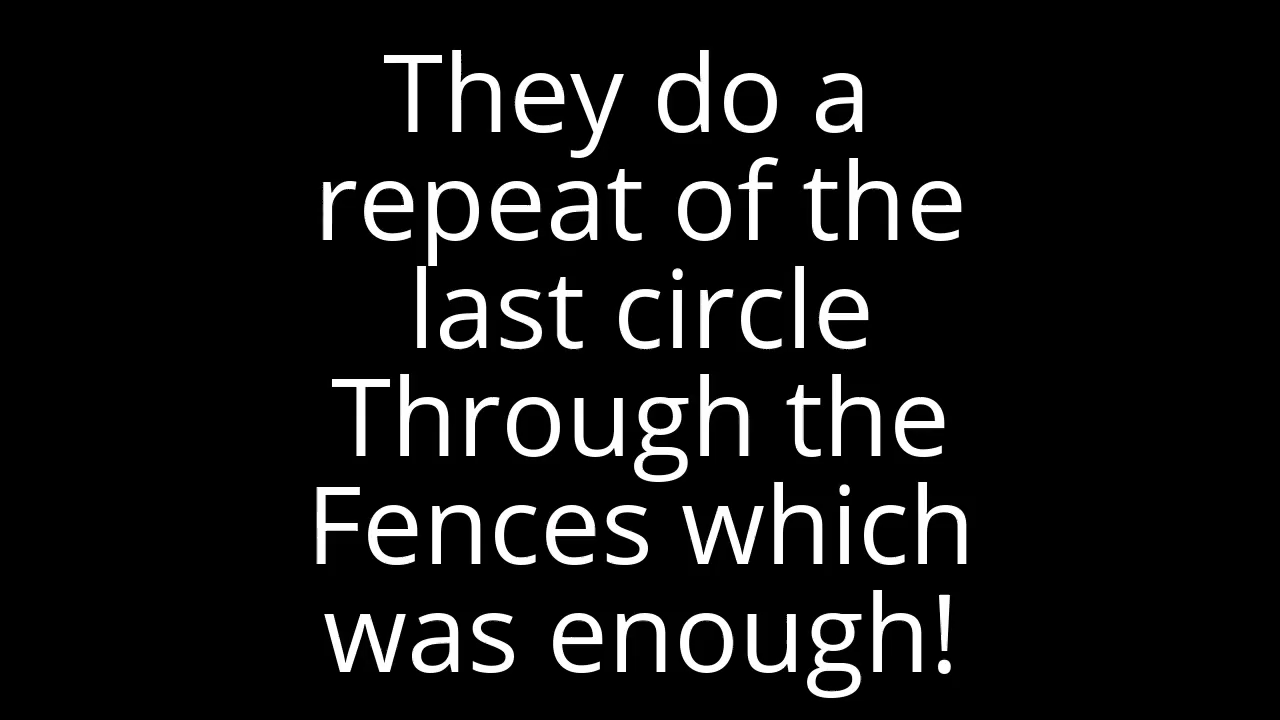 They do a
repeat of the
last circle
Through the
Fences which
was enough!